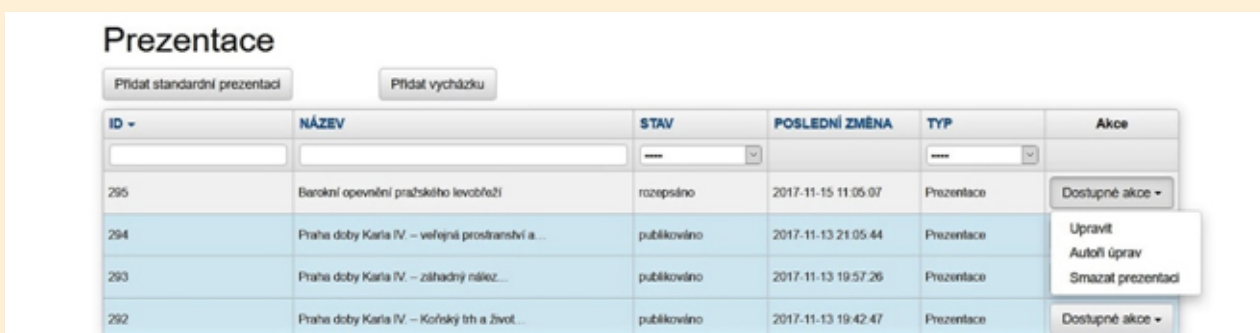 Prezentace
Přidat standardní prezentaci Přidat vycházku
ID NÁZEV STAV POSLEDNÍ ZMĚNA TYP Akce
---- ----
295 Barokní opevnění pražského levobřeží rozepsáno 2017-11-15 11:05:07 Prezentace Dostupné akce
294 Praha doby Karla IV. – veřejná prostranství a... publikováno 2017-11-13 21:05:44 Prezentace
Upravit
Autoři úprav
293 Praha doby Karla IV. – záhadný nález... publikováno 2017-11-13 19:57:26 Prezentace
Smazat prezentaci
292 Praha doby Karla IV. – Koňský trh a život... publikováno 2017-11-13 19:42:47 Prezentace Dostupné akce